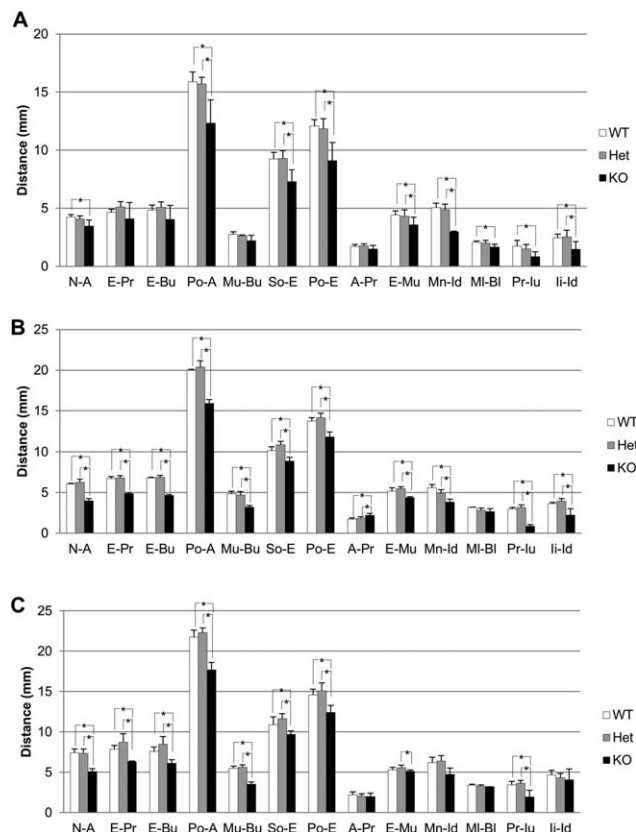 A
20
15
10
5
0
Distance (mm)
* * * * * * * * * * * * * * * *
WT
Het
KO
N-A E-Pr E-Bu Po-A Mu-Bu So-E Po-E A-Pr E-Mu Mn-Id Ml-Bl Pr-Iu Ii-Id
B
25
20
15
10
5
0
Distance (mm)
* * * * * * * * * * * * * * * * * * * * * * * *
WT
Het
KO
N-A E-Pr E-Bu Po-A Mu-Bu So-E Po-E A-Pr E-Mu Mn-Id Ml-Bl Pr-Iu Ii-Id
C
25
20
15
10
5
0
Distance (mm)
* * * * * * * * * * * * * * * * *
WT
Het
KO
N-A E-Pr E-Bu Po-A Mu-Bu So-E Po-E A-Pr E-Mu Mn-Id Ml-Bl Pr-Iu Ii-Id